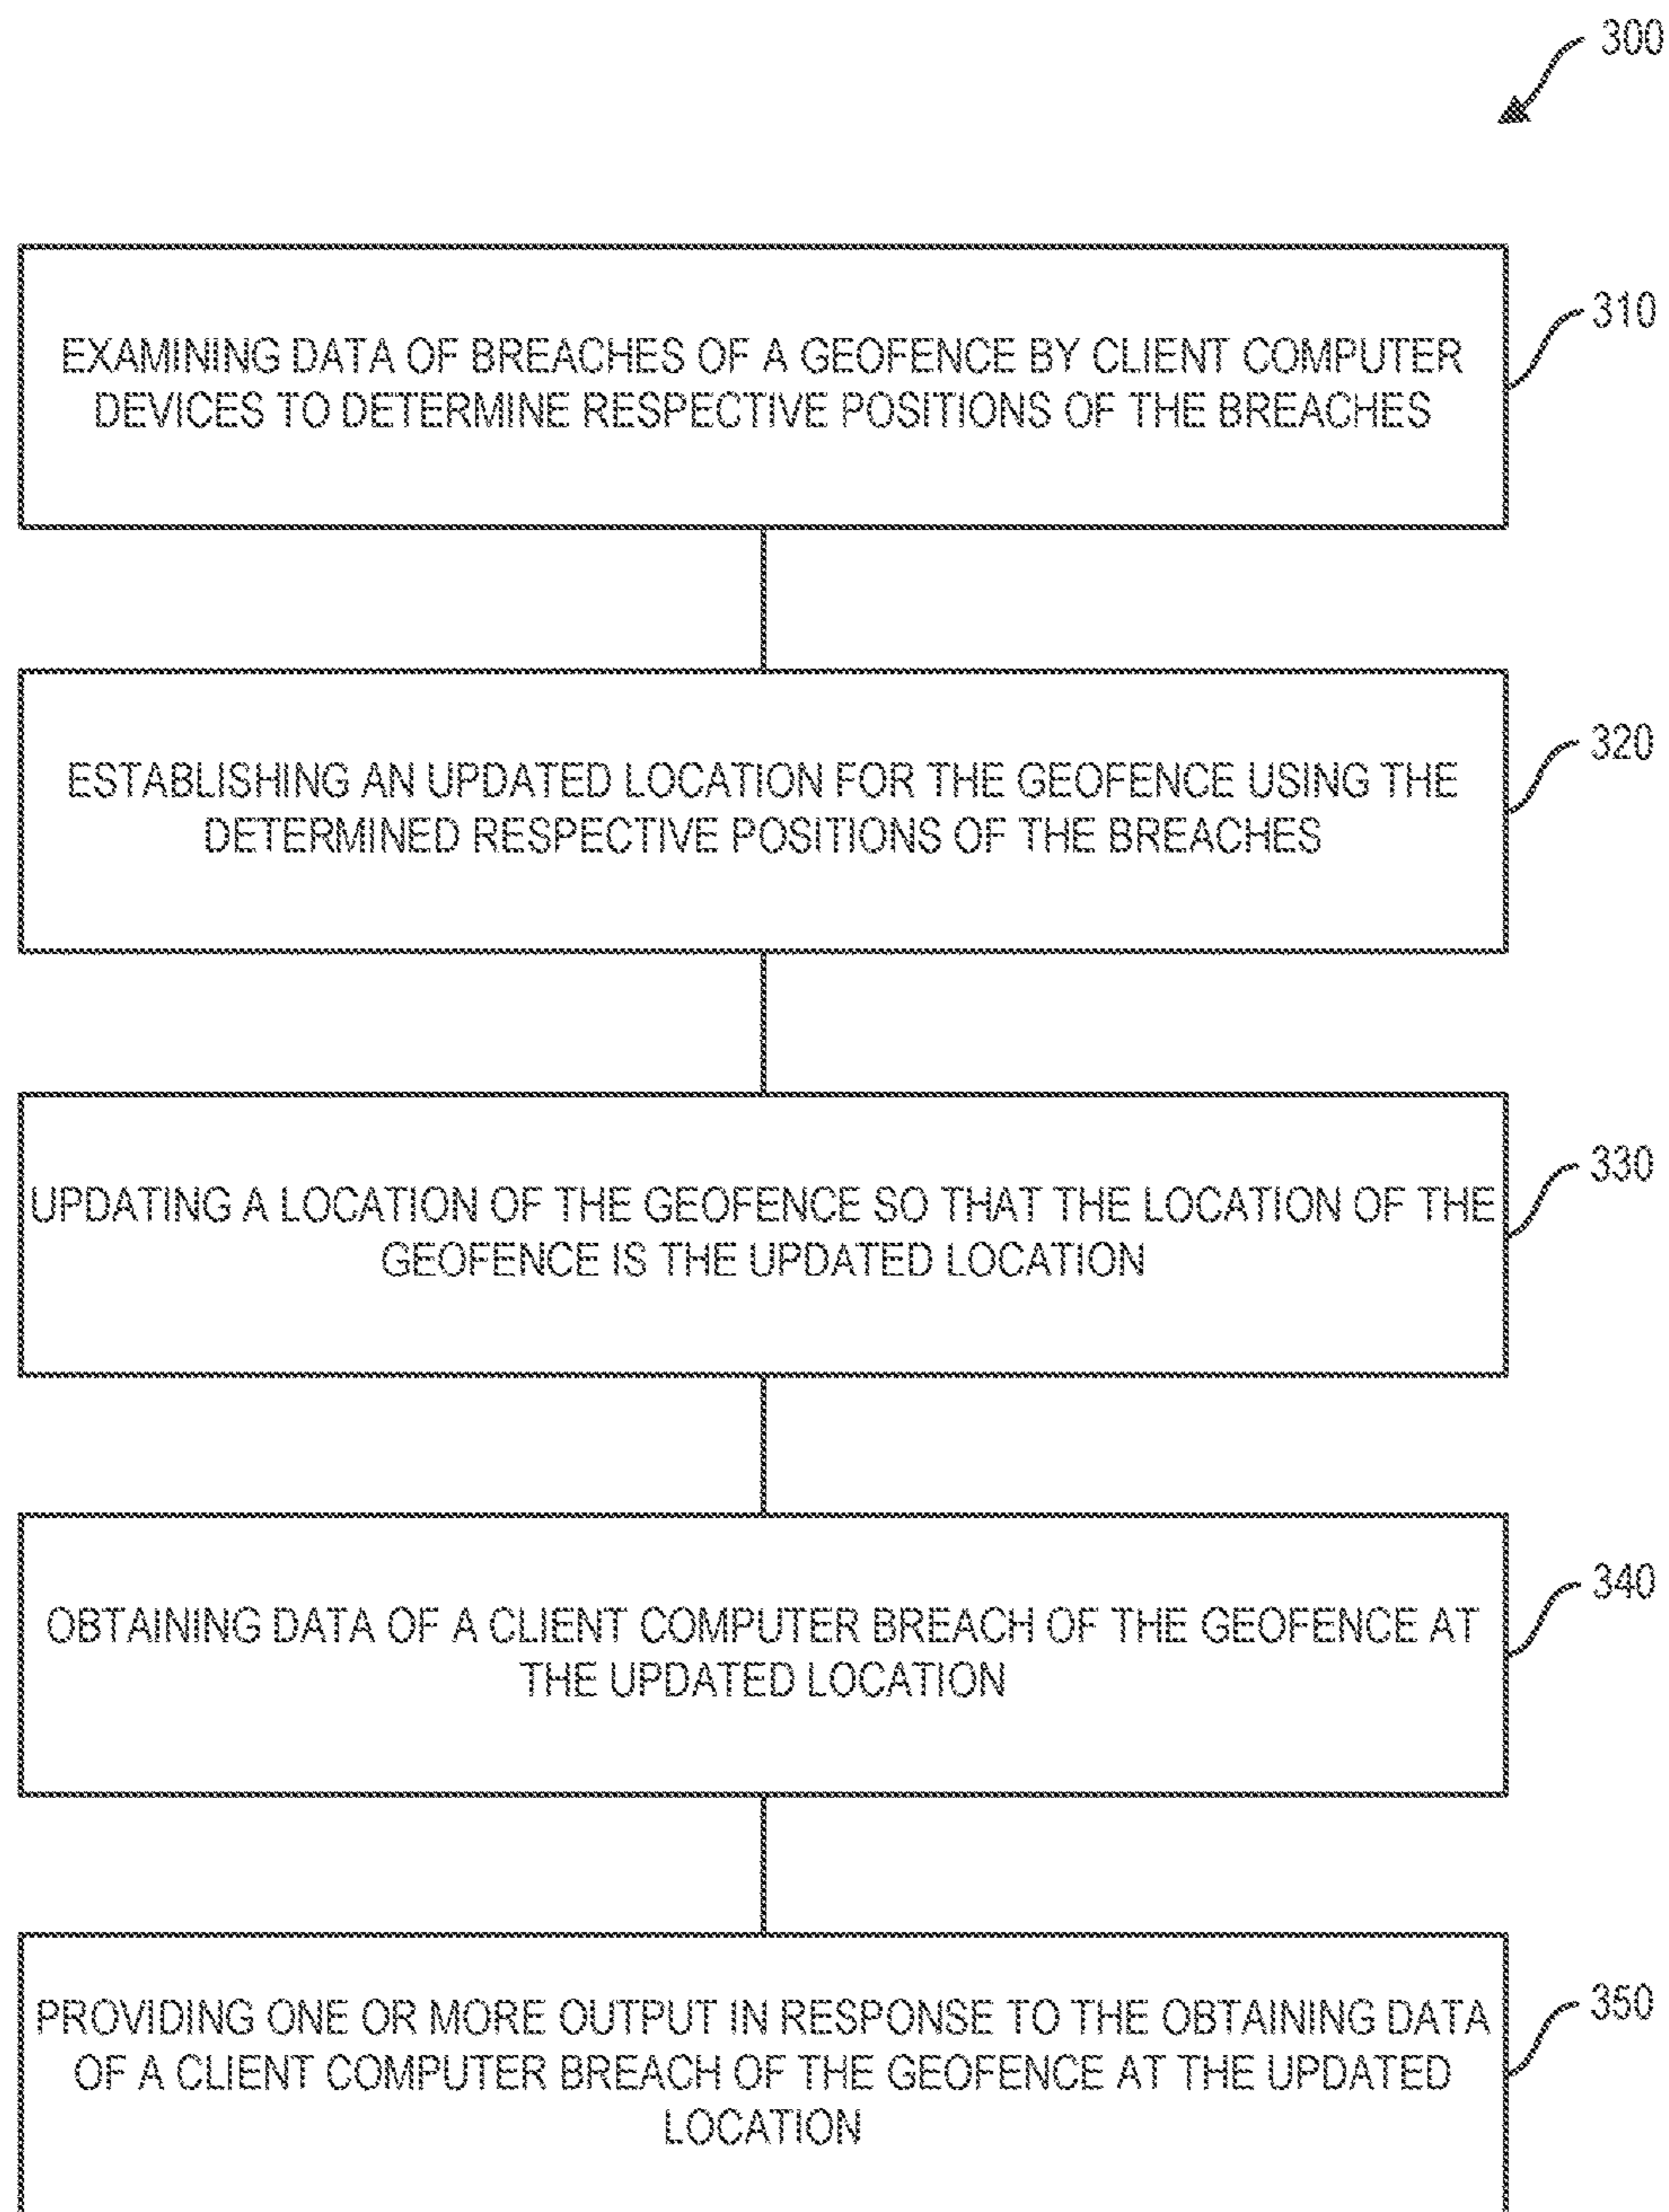 300
310
EXAMINING DATA OF BREACHES OF A GEOFENCE BY CLIENT COMPUTER
DEVICES TO DETERMINE RESPECTIVE POSITIONS OF THE BREACHES
320
ESTABLISHING AN UPDATED LOCATION FOR THE GEOFENCE USING THE
DETERMINED RESPECTIVE POSITIONS OF THE BREACHES
330
UPDATING A LOCATION OF THE GEOFENCE SO THAT THE LOCATION OF THE
GEOFENCE IS THE UPDATED LOCATION
340
OBTAINING DATA OF A CLIENT COMPUTER BREACH OF THE GEOFENCE AT
THE UPDATED LOCATION
350
PROVIDING ONE OR MORE OUTPUT IN RESPONSE TO THE OBTAINING DATA
OF A CLIENT COMPUTER BREACH OF THE GEOFENCE AT THE UPDATED
LOCATION